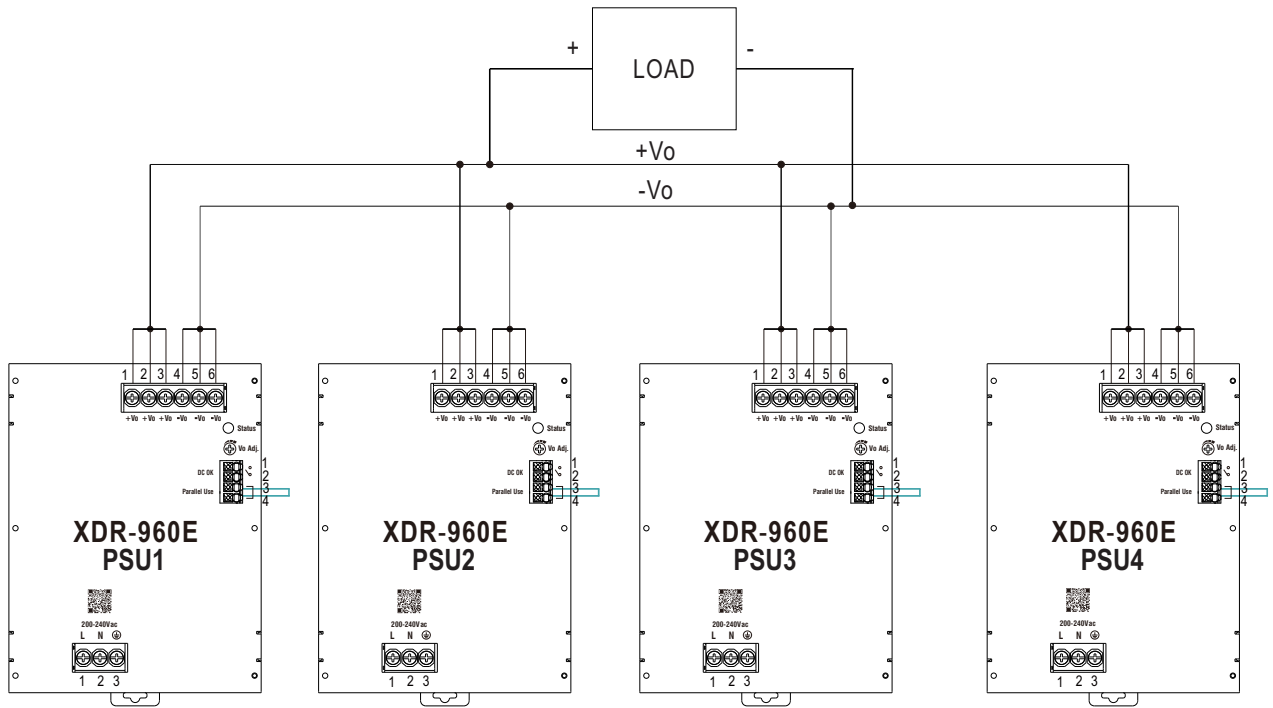 LOAD
+
-
+Vo
-Vo
1 2 3 4 5 6
+Vo +Vo +Vo -Vo -Vo -Vo
Status
Vo Adj.
DC OK
Parallel Use
1
2
3
4
XDR-960E
PSU1
200-240Vac
L N
1 2 3
1 2 3 4 5 6
+Vo +Vo +Vo -Vo -Vo -Vo
Status
Vo Adj.
DC OK
Parallel Use
1
2
3
4
XDR-960E
PSU2
200-240Vac
L N
1 2 3
1 2 3 4 5 6
+Vo +Vo +Vo -Vo -Vo -Vo
Status
Vo Adj.
DC OK
Parallel Use
1
2
3
4
XDR-960E
PSU3
200-240Vac
L N
1 2 3
1 2 3 4 5 6
+Vo +Vo +Vo -Vo -Vo -Vo
Status
Vo Adj.
DC OK
Parallel Use
1
2
3
4
XDR-960E
PSU4
200-240Vac
L N
1 2 3